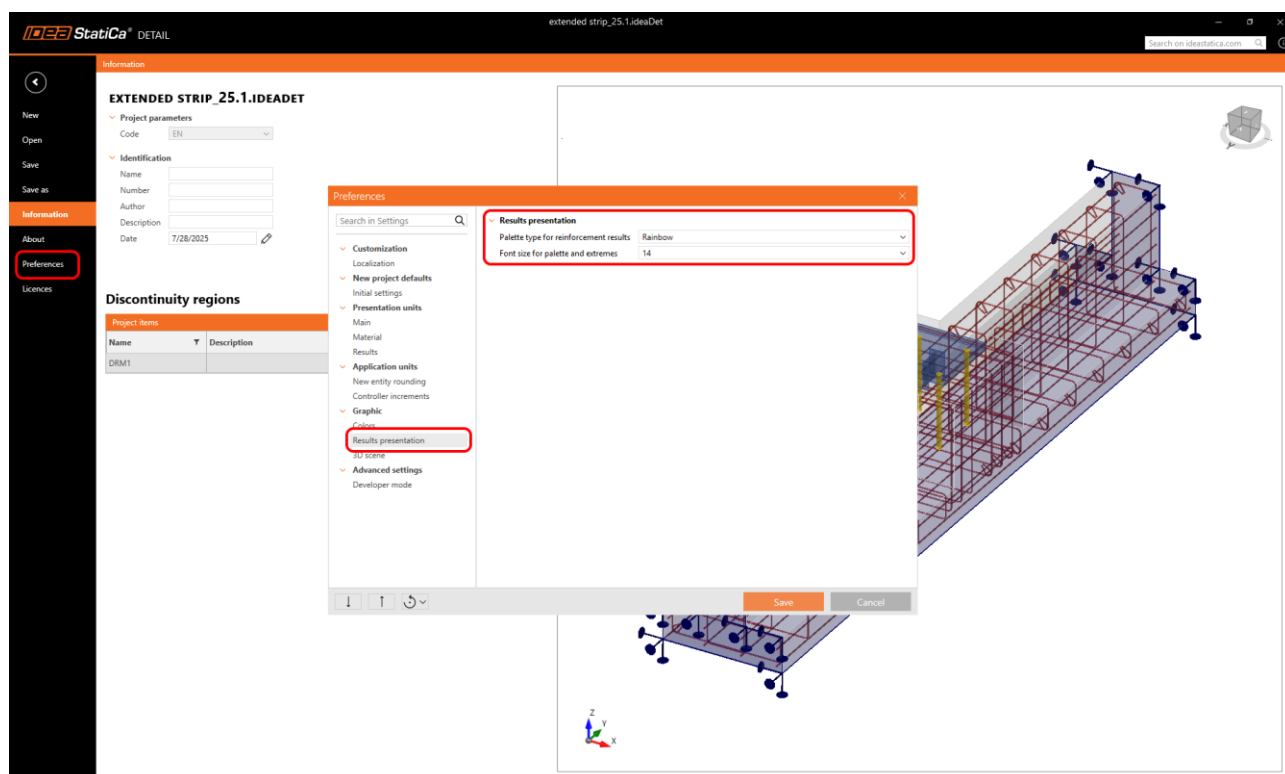 extended strip_25.1.ideaDet
IDEA StatiCa® DETAIL
Search on ideastatica.com
Information
New
Open
Save
Save as
Information
About
Preferences
Licences
EXTENDED STRIP_25.1.IDEADET
Project parameters
Code EN
Identification
Name
Number
Author
Description
Date 7/28/2025
Discontinuity regions
Project items
Name Description
DRM1
Preferences
Search in Settings
Customization
Localization
New project defaults
Initial settings
Presentation units
Main
Material
Results
Application units
New entity rounding
Controller increments
Graphic
Colors
Results presentation
3D scene
Advanced settings
Developer mode
Results presentation
Palette type for reinforcement results Rainbow
Font size for palette and extremes 14
Save Cancel
Z
Y
X